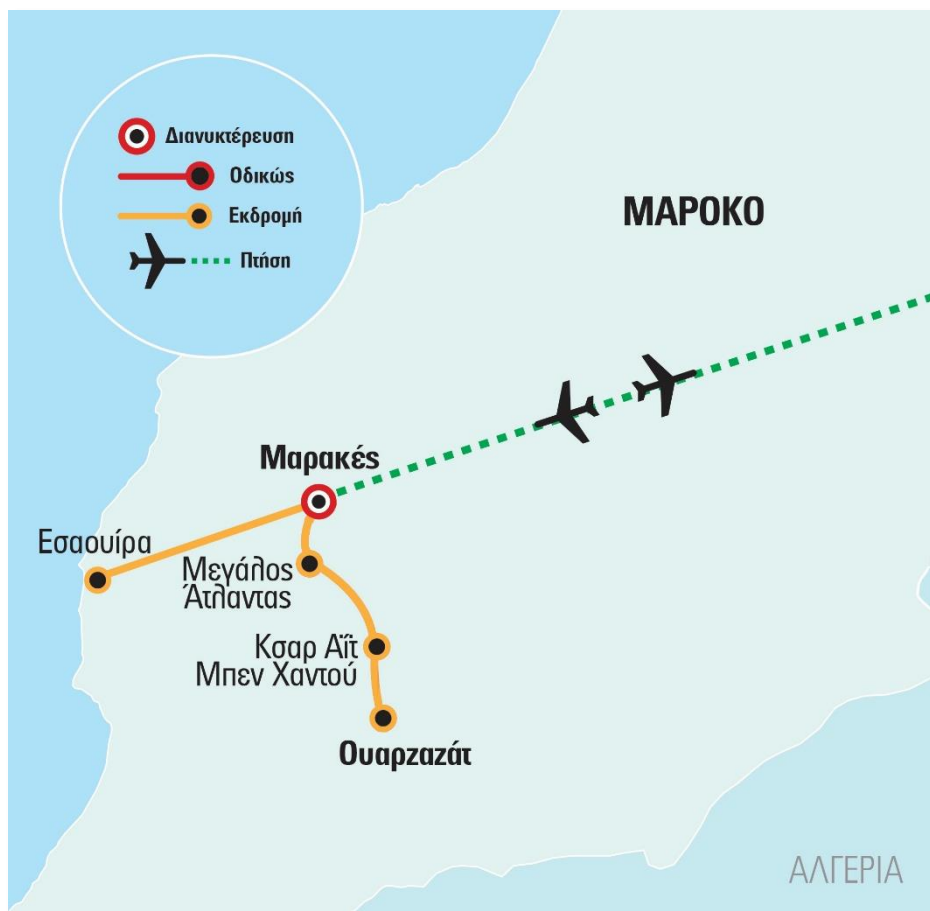 Διανυκτέρευση
Οδικώς
Εκδρομή
Πτήση
ΜΑΡΟΚΟ
Μαρακές
Εσαουίρα
Μεγάλος
Άτλαντας
Κσαρ Αΐτ
Μπεν Χαντού
Ουαρζαζάτ
ΑΛΓΕΡΙΑ